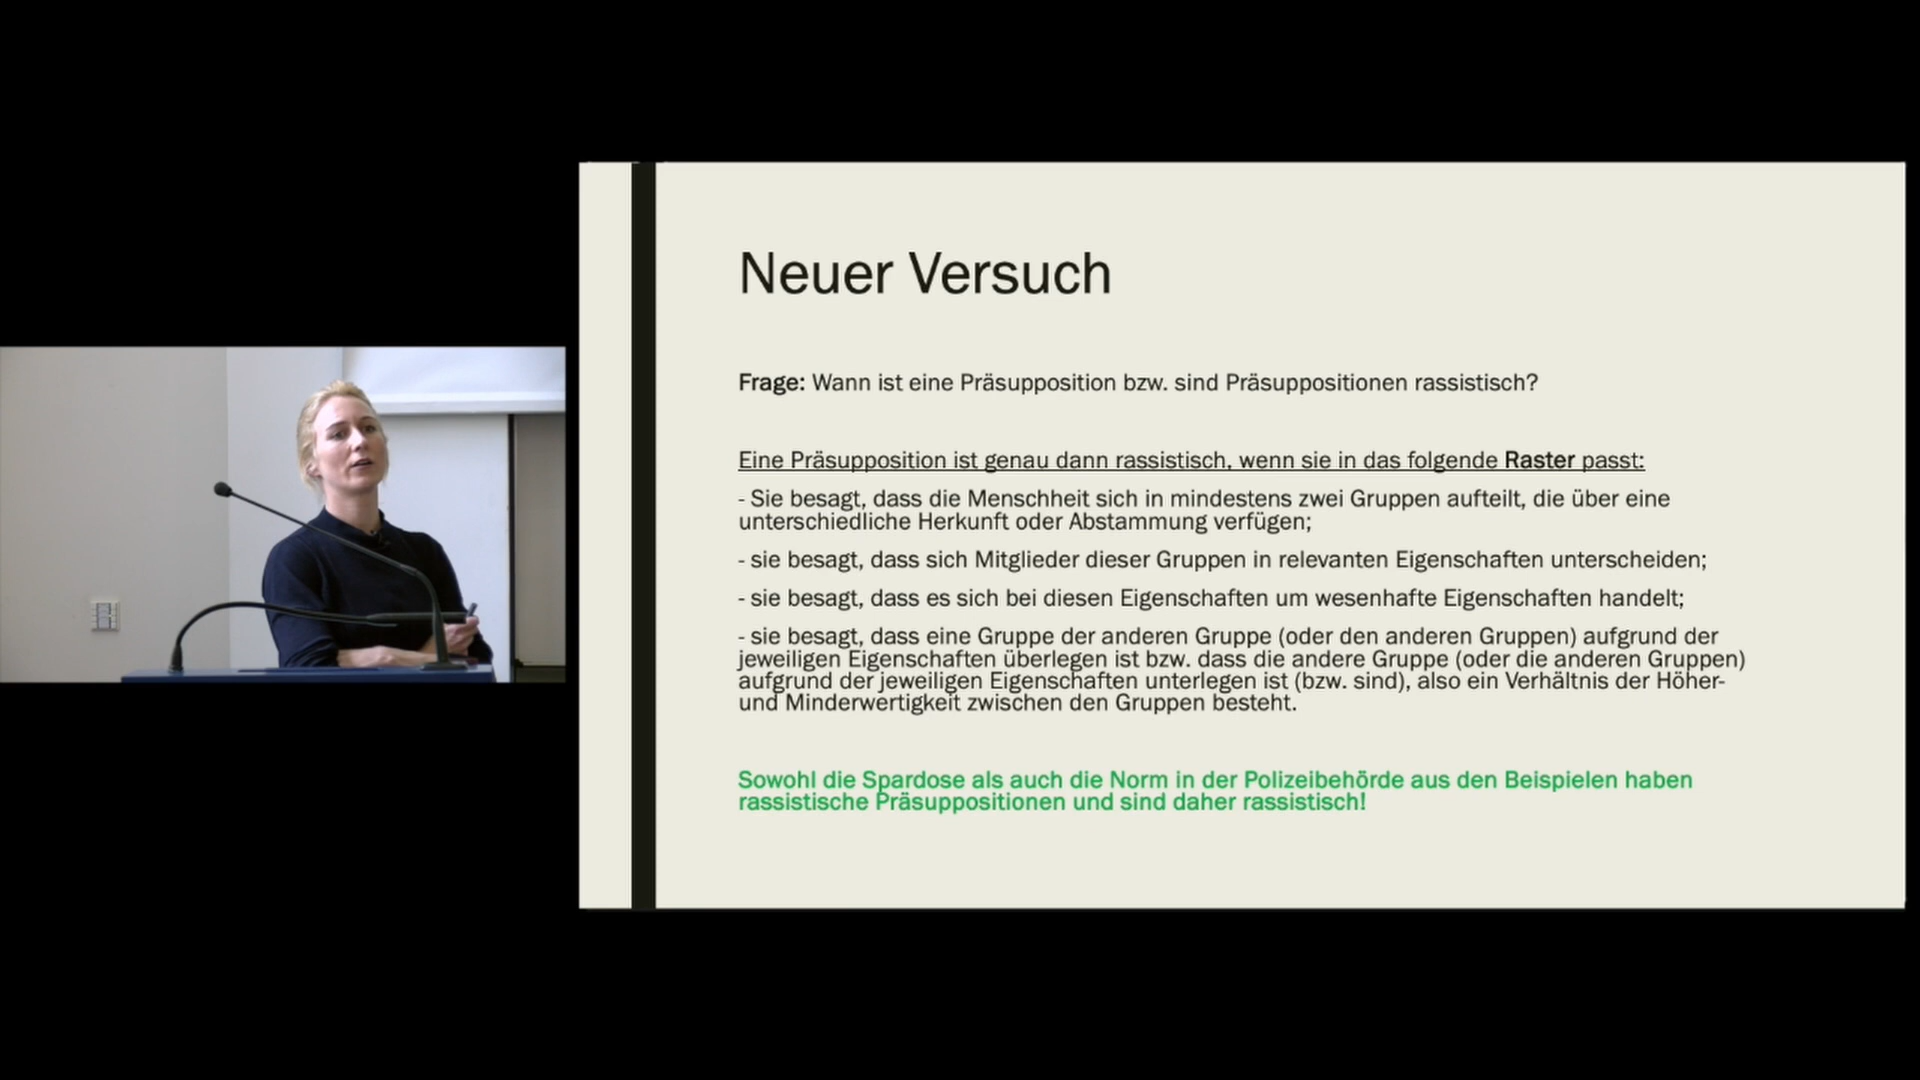 Neuer Versuch
Frage: Wann ist eine Präsupposition bzw. sind Präsuppositionen rassistisch?
Eine Präsupposition ist genau dann rassistisch, wenn sie in das folgende Raster passt:
- Sie besagt, dass die Menschheit sich in mindestens zwei Gruppen aufteilt, die über eine
unterschiedliche Herkunft oder Abstammung verfügen;
- sie besagt, dass sich Mitglieder dieser Gruppen in relevanten Eigenschaften unterscheiden;
- sie besagt, dass es sich bei diesen Eigenschaften um wesenhafte Eigenschaften handelt;
- sie besagt, dass eine Gruppe der anderen Gruppe (oder den anderen Gruppen) aufgrund der
jeweiligen Eigenschaften überlegen ist bzw. dass die andere Gruppe (oder die anderen Gruppen)
aufgrund der jeweiligen Eigenschaften unterlegen ist (bzw. sind), also ein Verhältnis der Höher-
und Minderwertigkeit zwischen den Gruppen besteht.
Sowohl die Spardose als auch die Norm in der Polizeibehörde aus den Beispielen haben
rassistische Präsuppositionen und sind daher rassistisch!